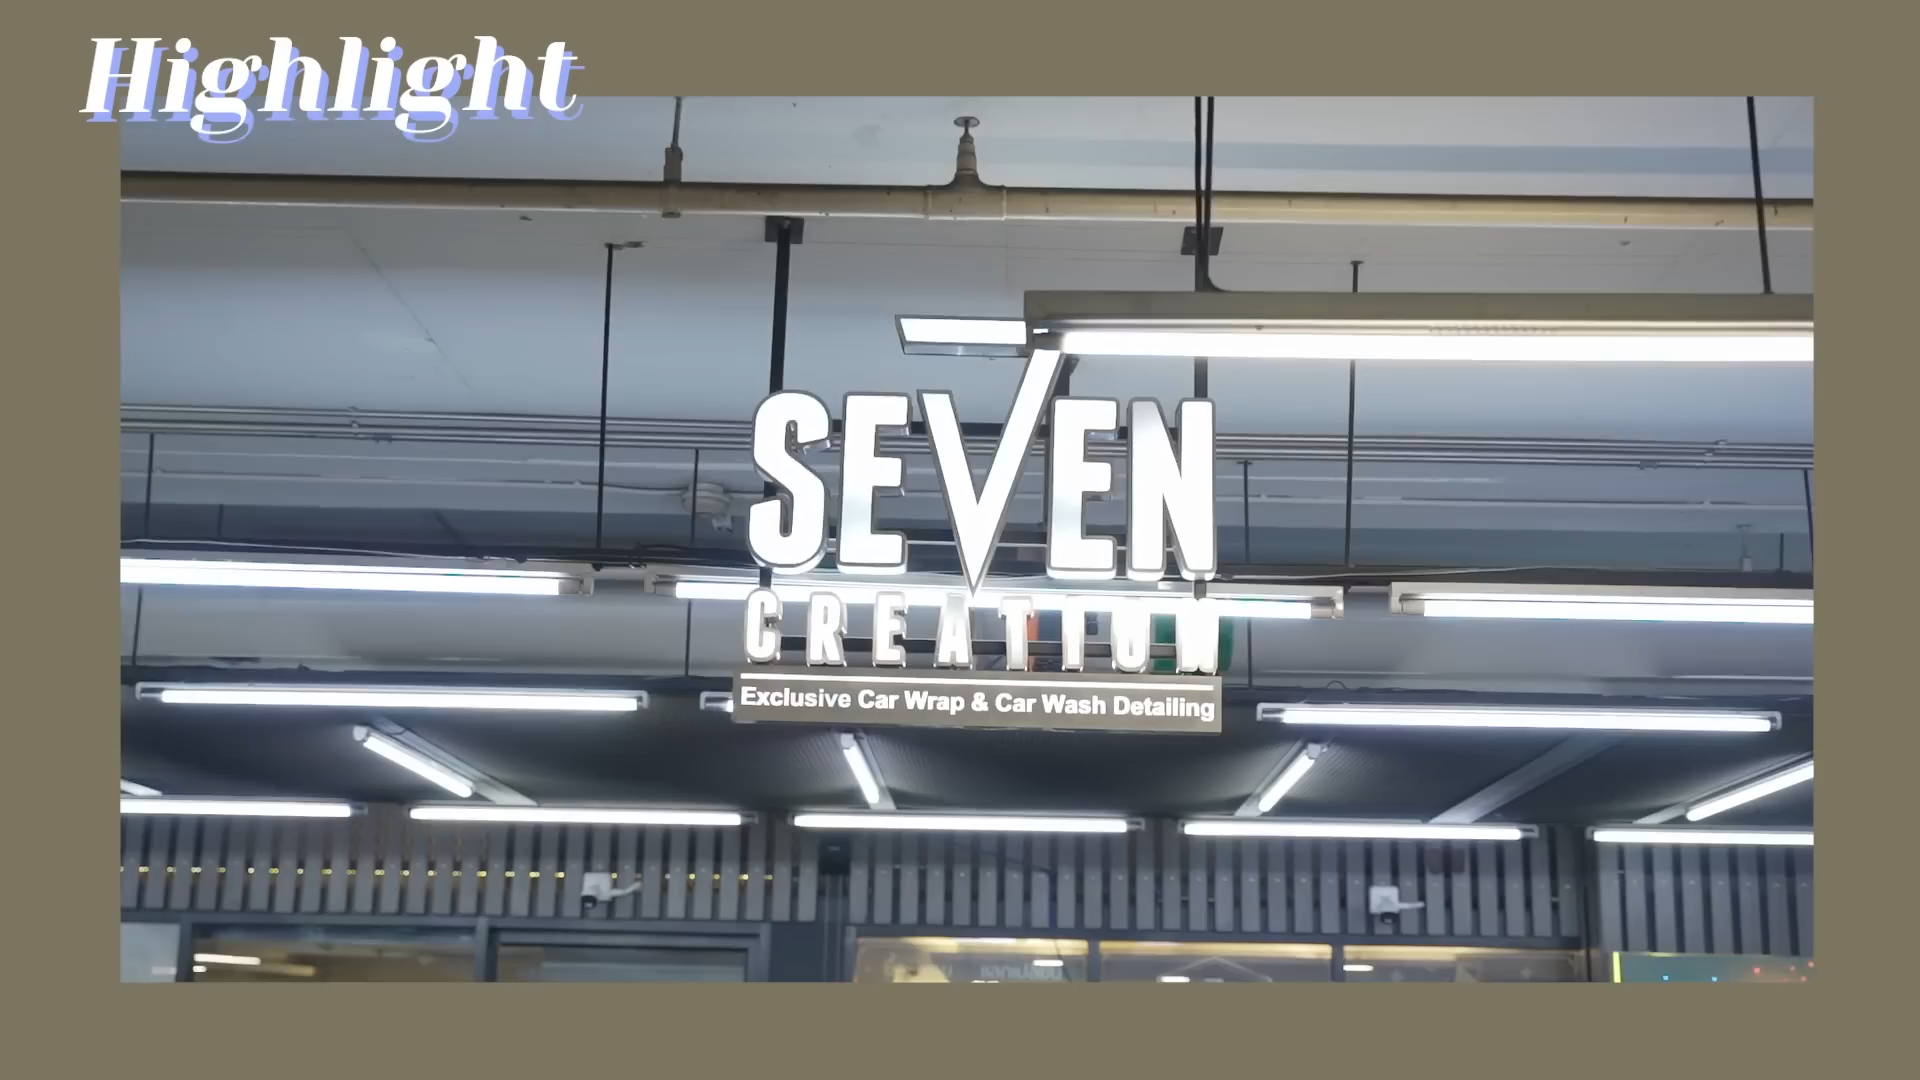 Highlight
SEVEN
CREATION
Exclusive Car Wrap & Car Wash Detailing